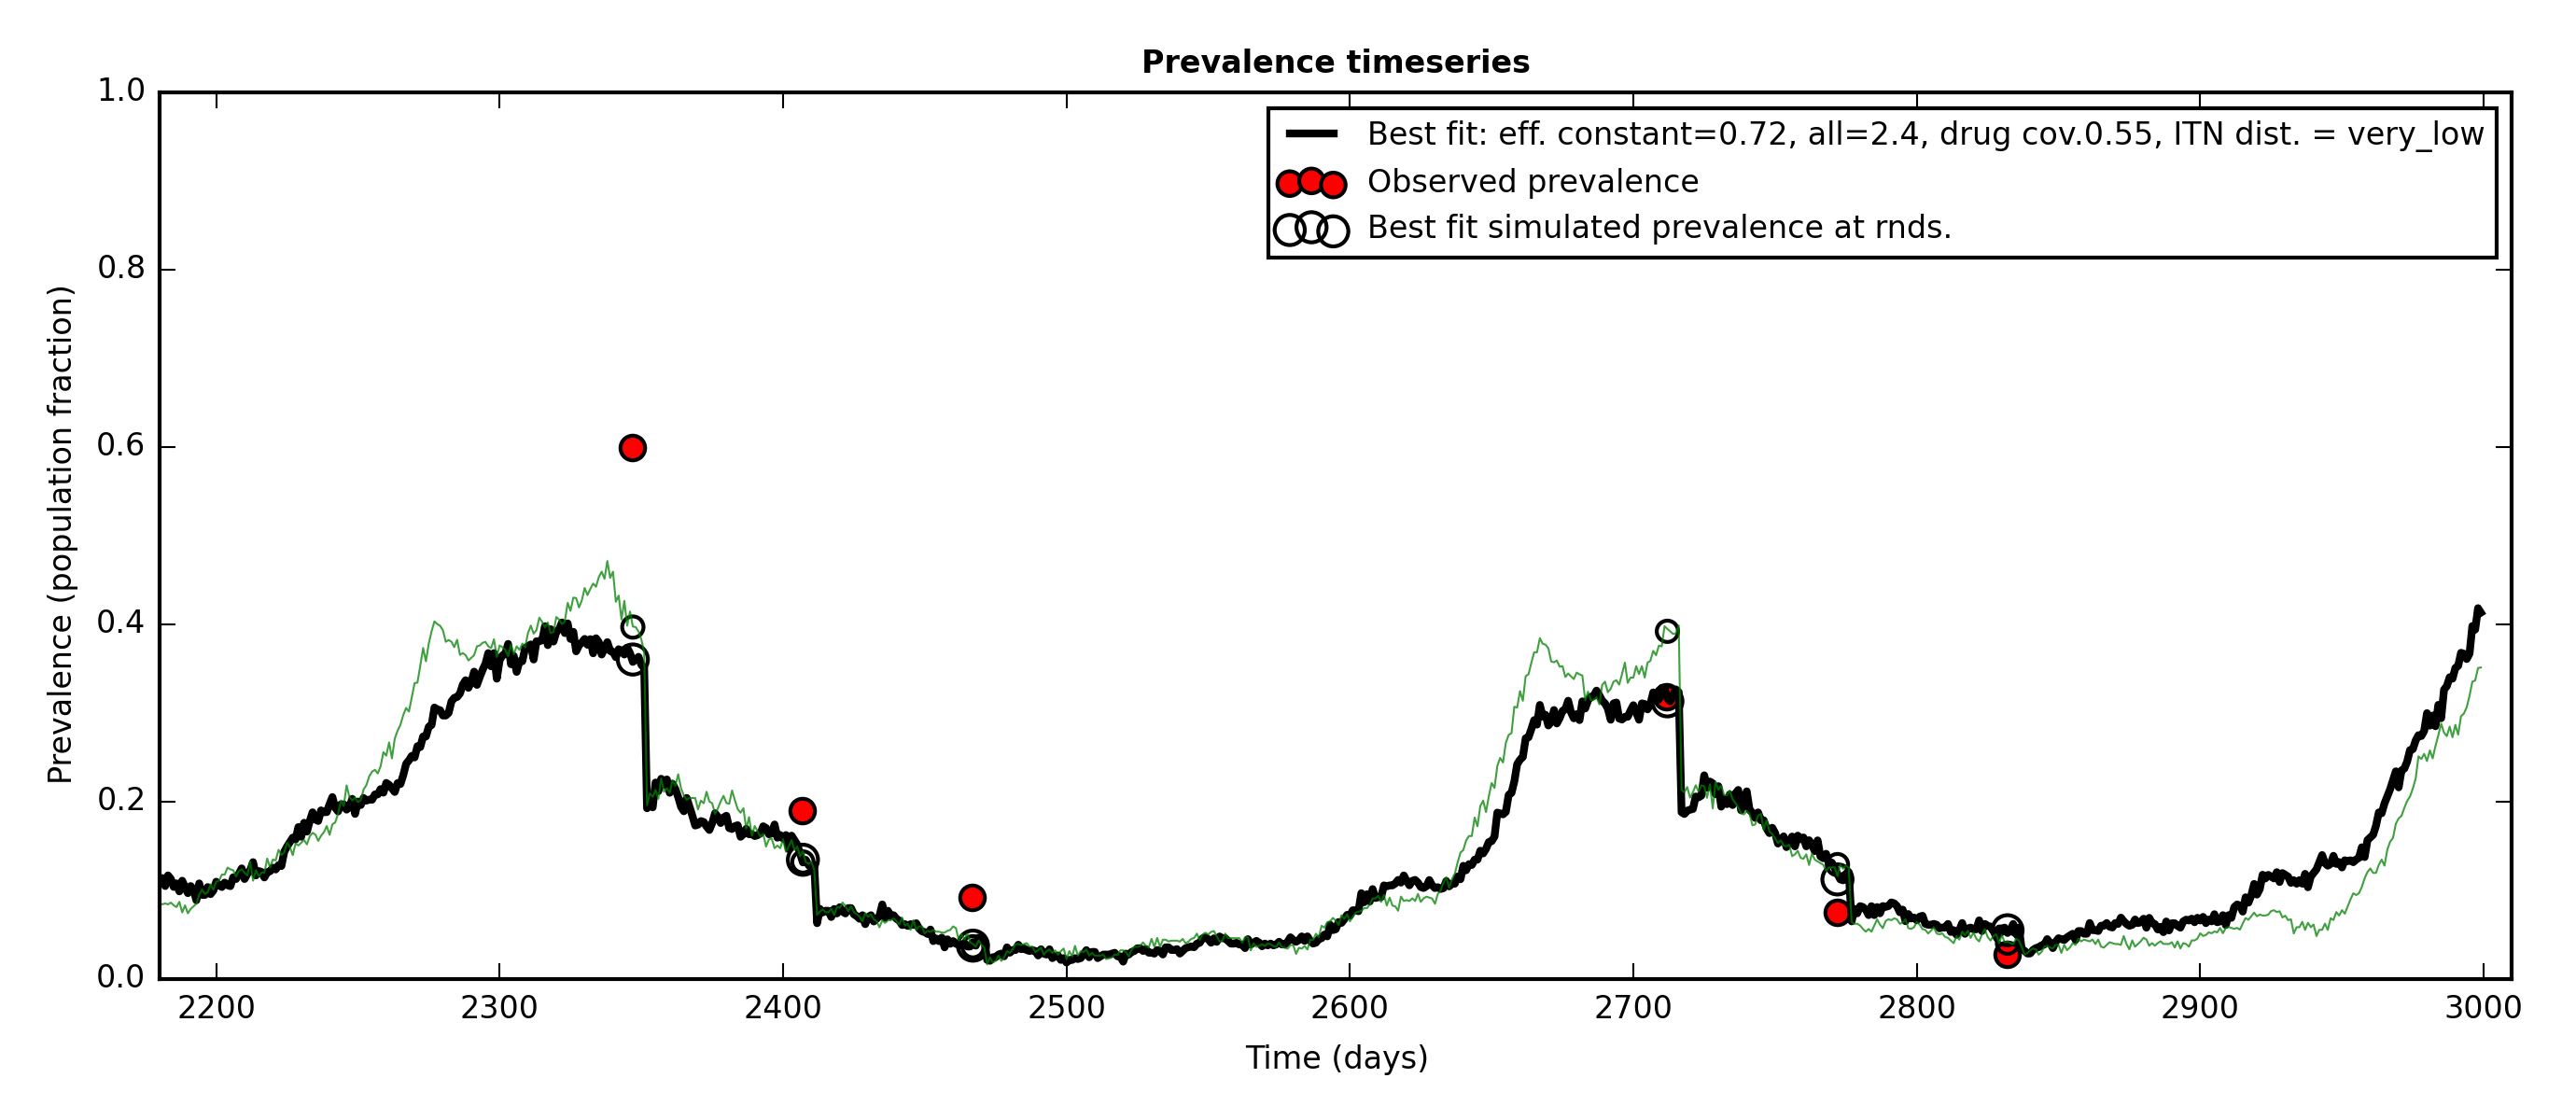 Prevalence timeseries
1.0
0.8
0.6
0.4
0.2
0.0
Prevalence (population fraction)
Best fit: eff. constant=0.72, all=2.4, drug cov.0.55, ITN dist. = very_low
Observed prevalence
Best fit simulated prevalence at rnds.
2200 2300 2400 2500 2600 2700 2800 2900 3000
Time (days)